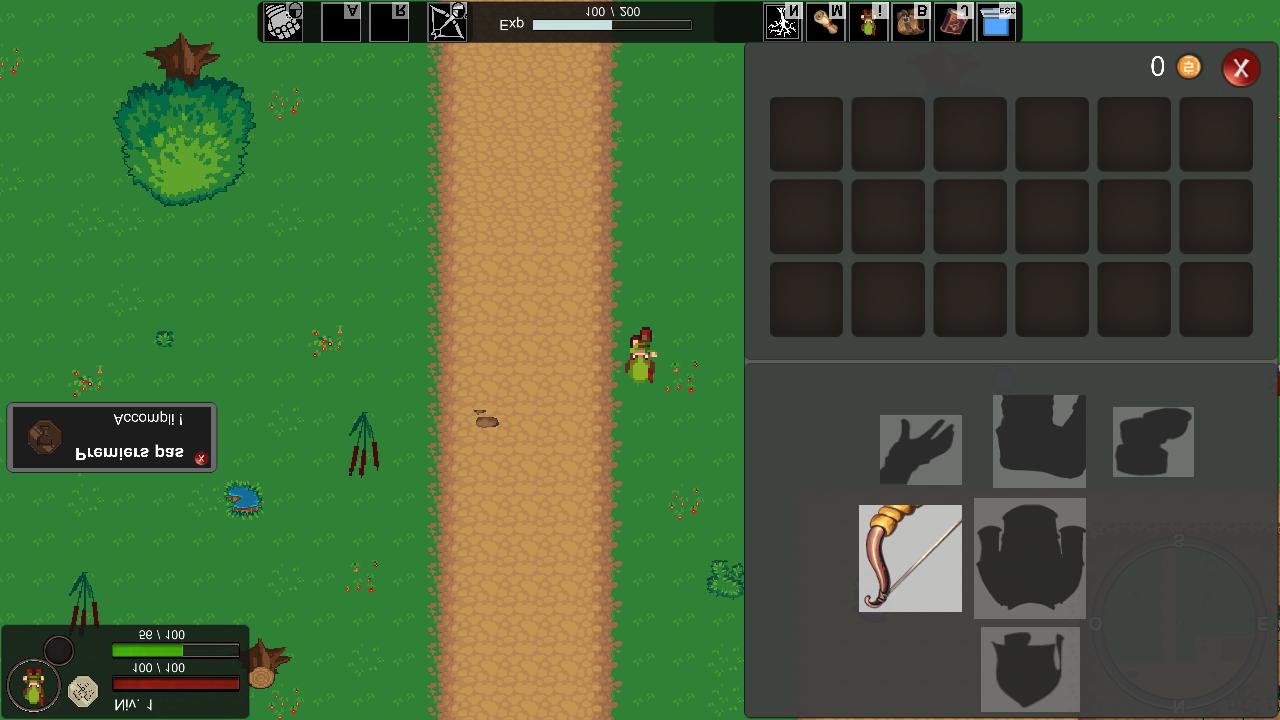 Niv. 1
100 / 100
56 / 100
N
O
E
S
Premiers pas
Accompli !
0
A
R
Exp
100 / 200
N
M
i
B
J
ESC